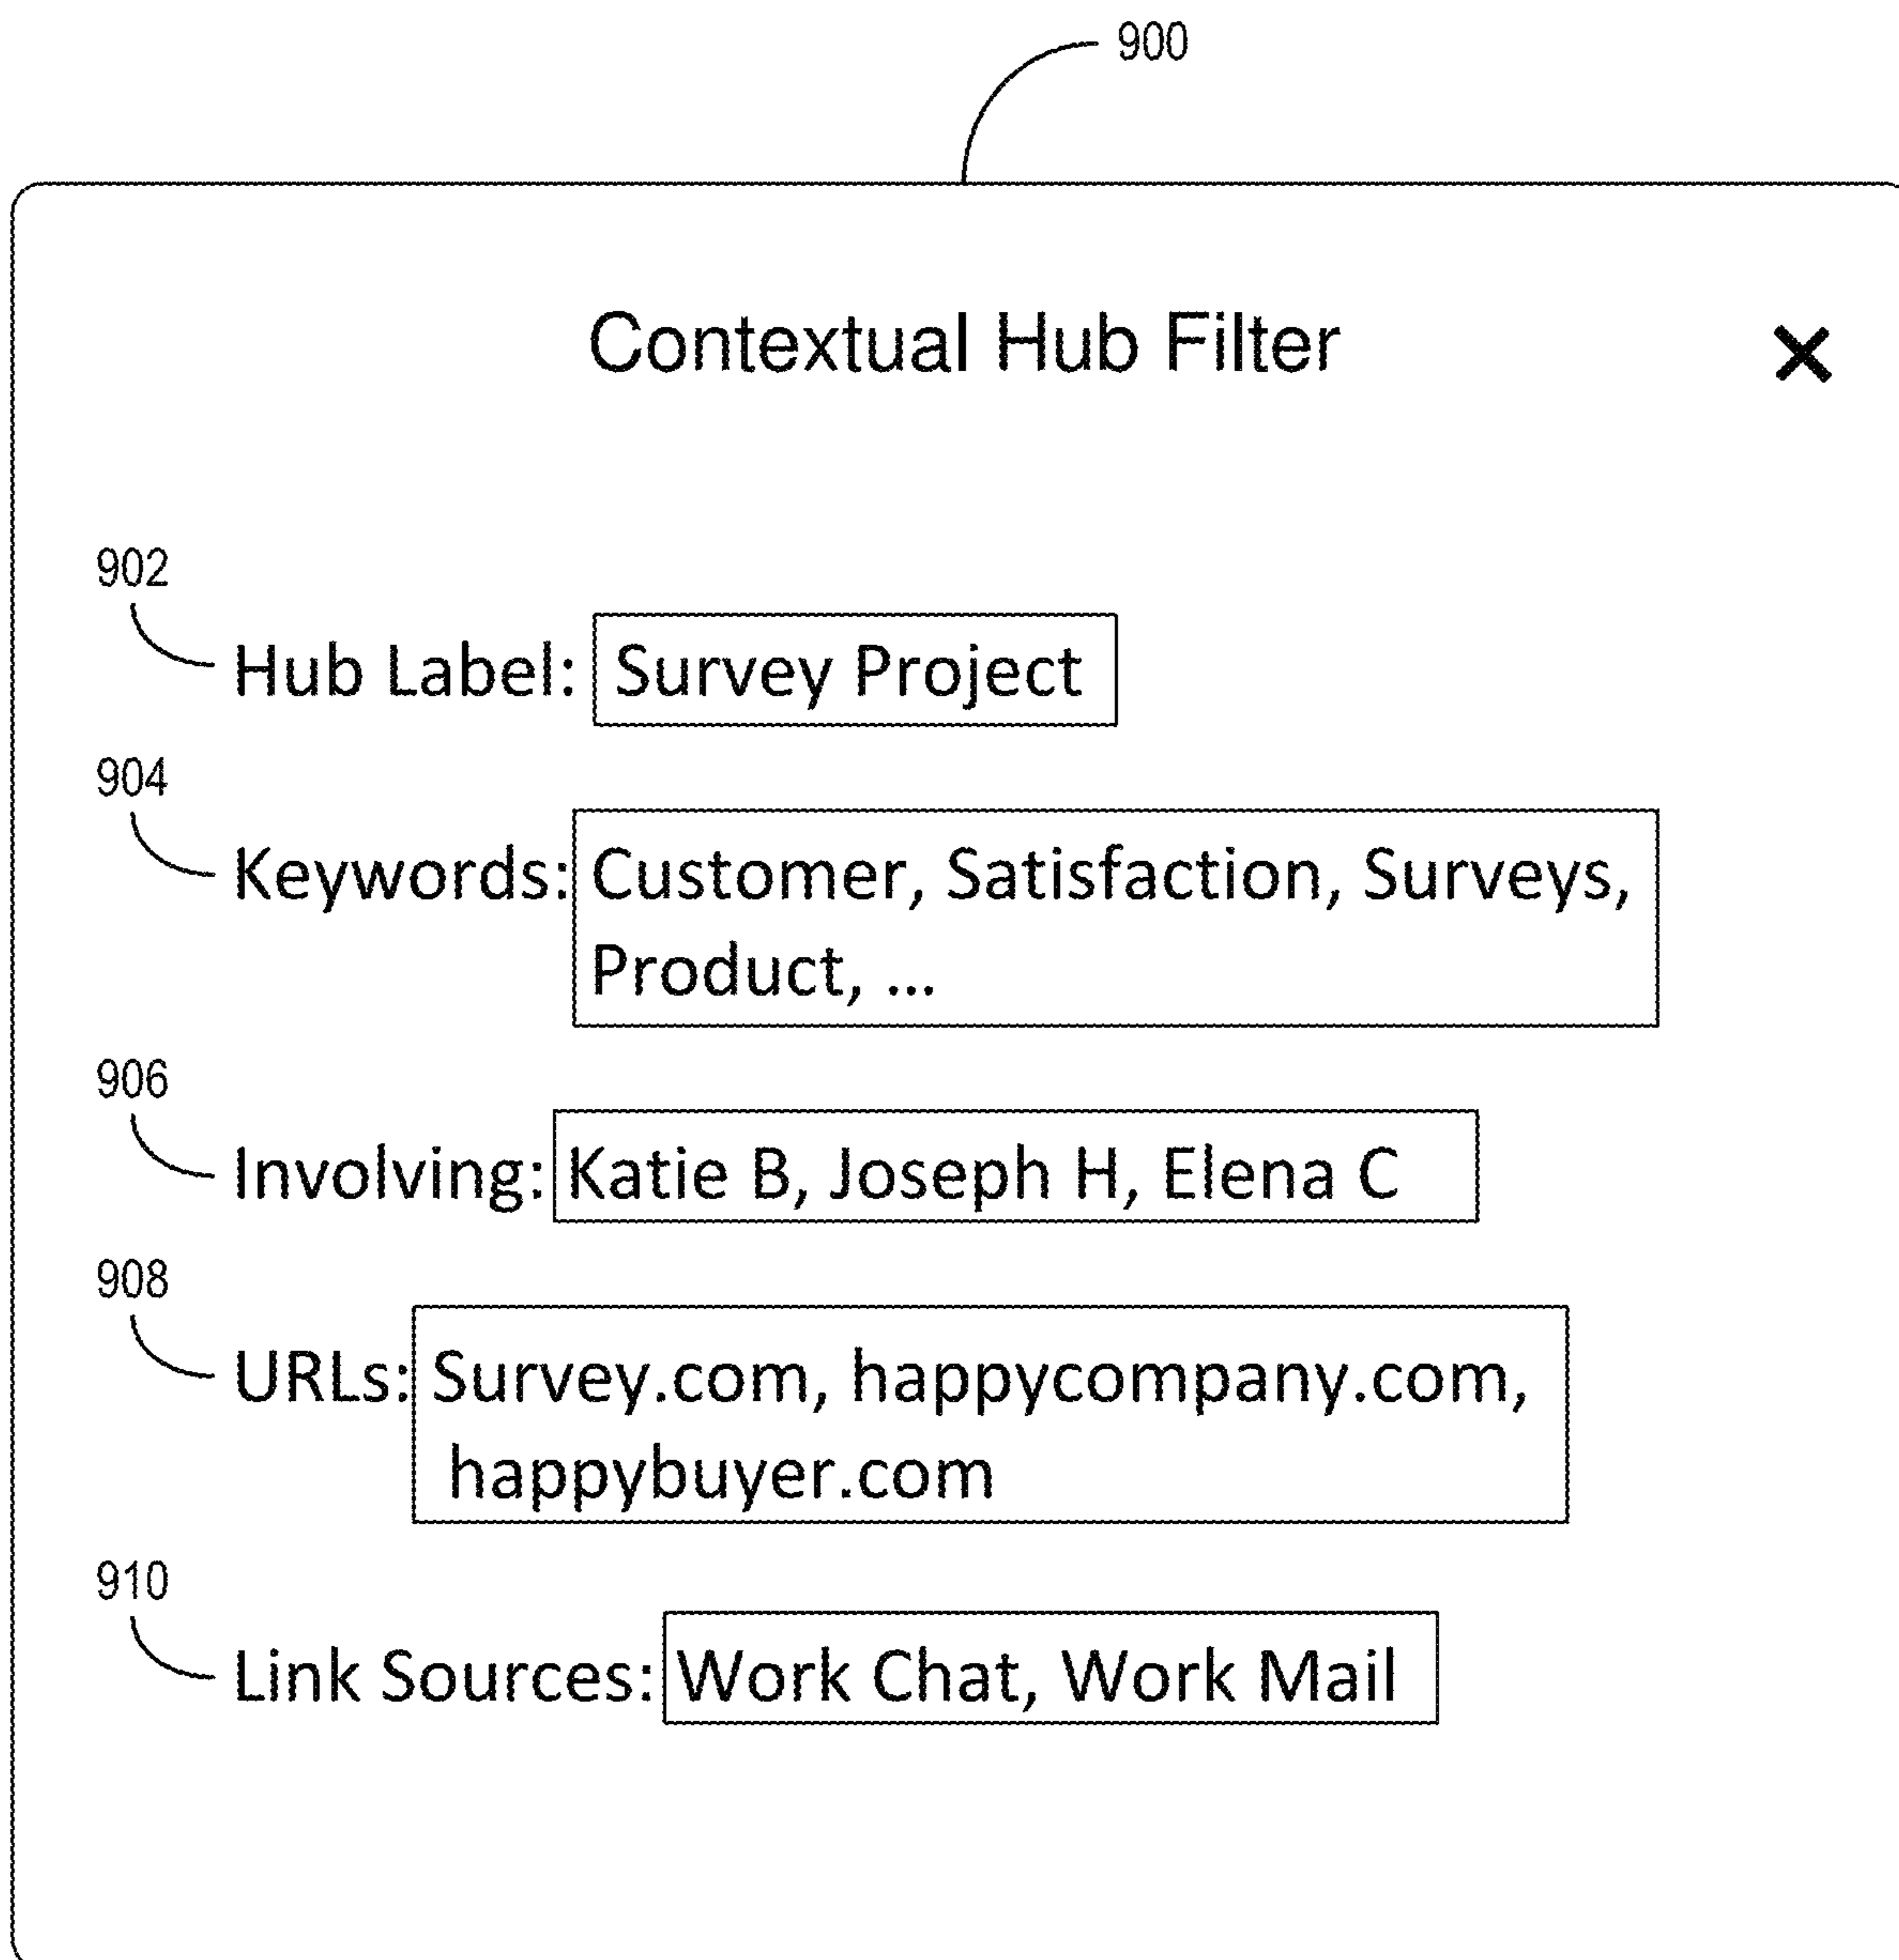 900
Contextual Hub Filter ×
902
Hub Label: Survey Project
904
Keywords: Customer, Satisfaction, Surveys,
Product, ...
906
Involving: Katie B, Joseph H, Elena C
908
URLs: Survey.com, happycompany.com,
happybuyer.com
910
Link Sources: Work Chat, Work Mail